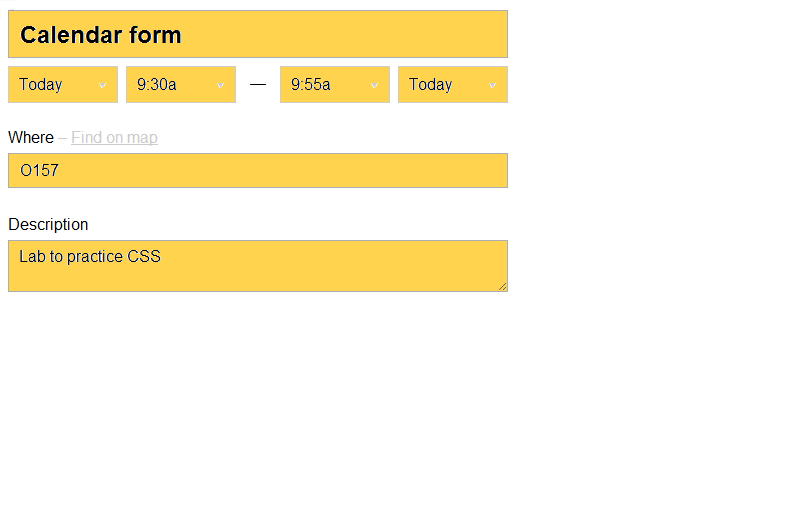 Calendar form
Today 9:30a — 9:55a Today
Where – Find on map
O157
Description
Lab to practice CSS